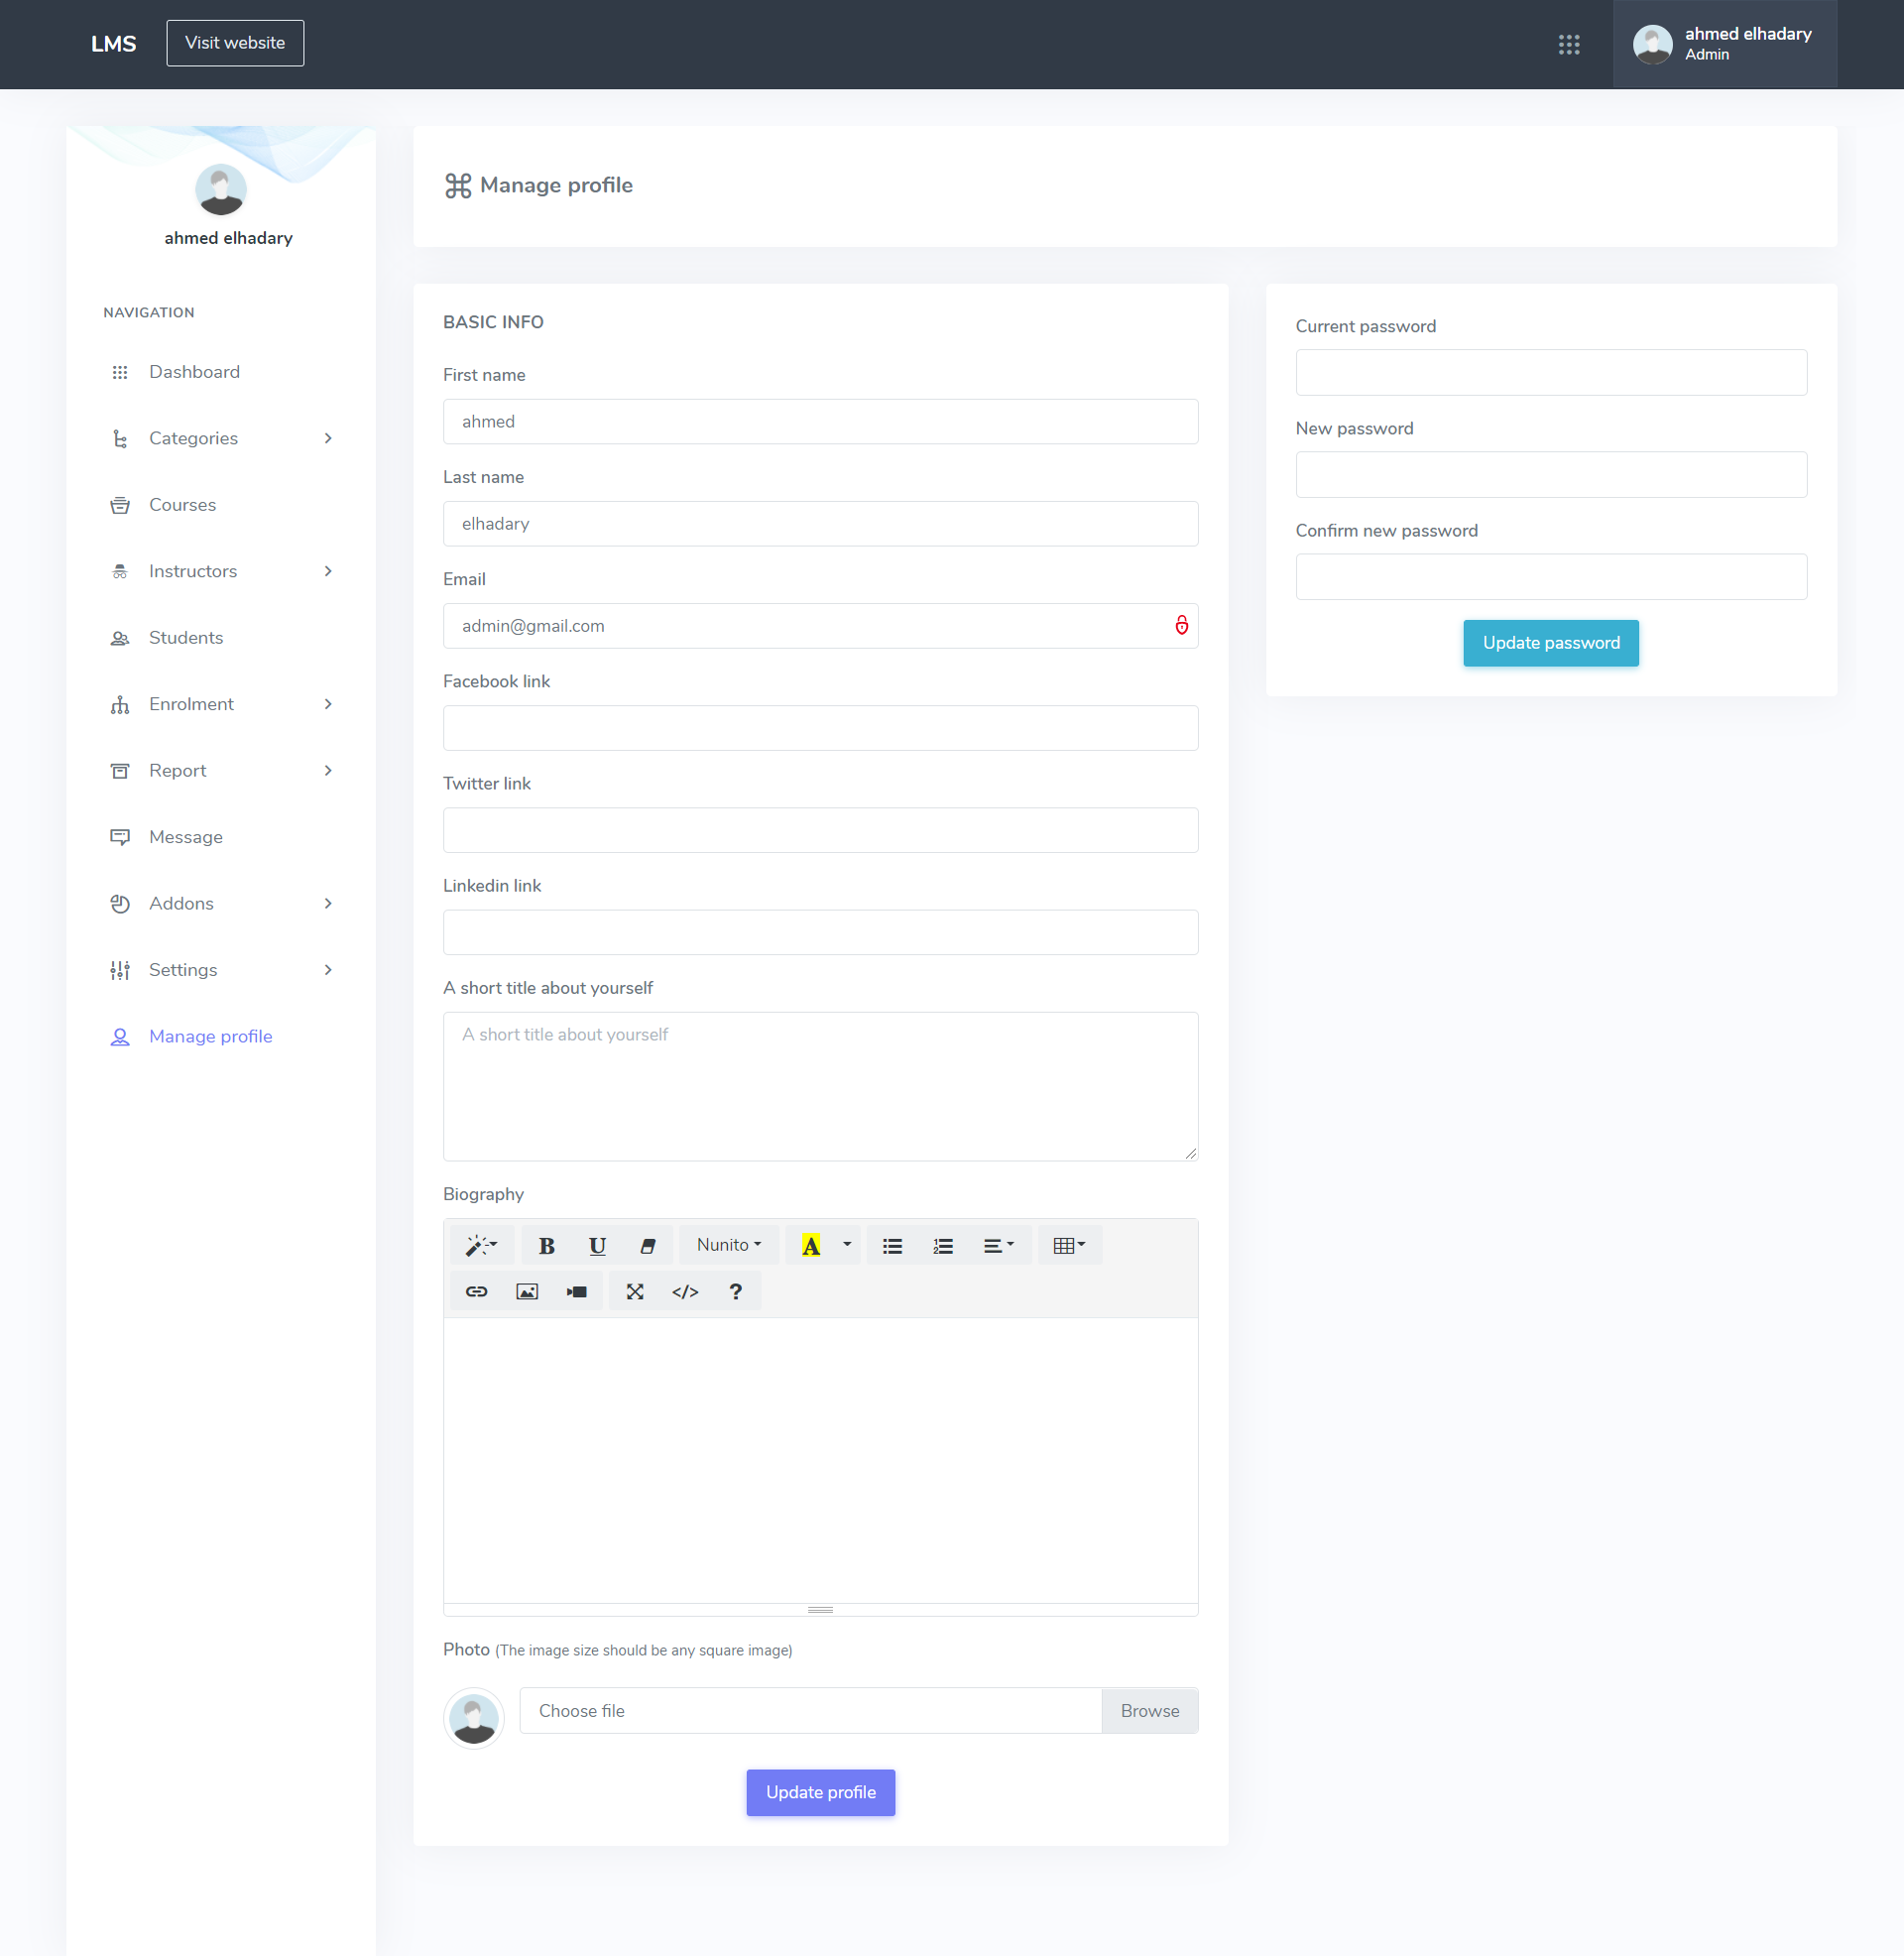 LMS
Visit website
ahmed elhadary
Admin
ahmed elhadary
NAVIGATION
Dashboard
Categories
Courses
Instructors
Students
Enrolment
Report
Message
Addons
Settings
Manage profile
Manage profile
BASIC INFO
First name
ahmed
Last name
elhadary
Email
admin@gmail.com
Facebook link
Twitter link
Linkedin link
A short title about yourself
A short title about yourself
Biography
B U Nunito A
</> ?
Photo (The image size should be any square image)
Choose file Browse
Update profile
Current password
New password
Confirm new password
Update password